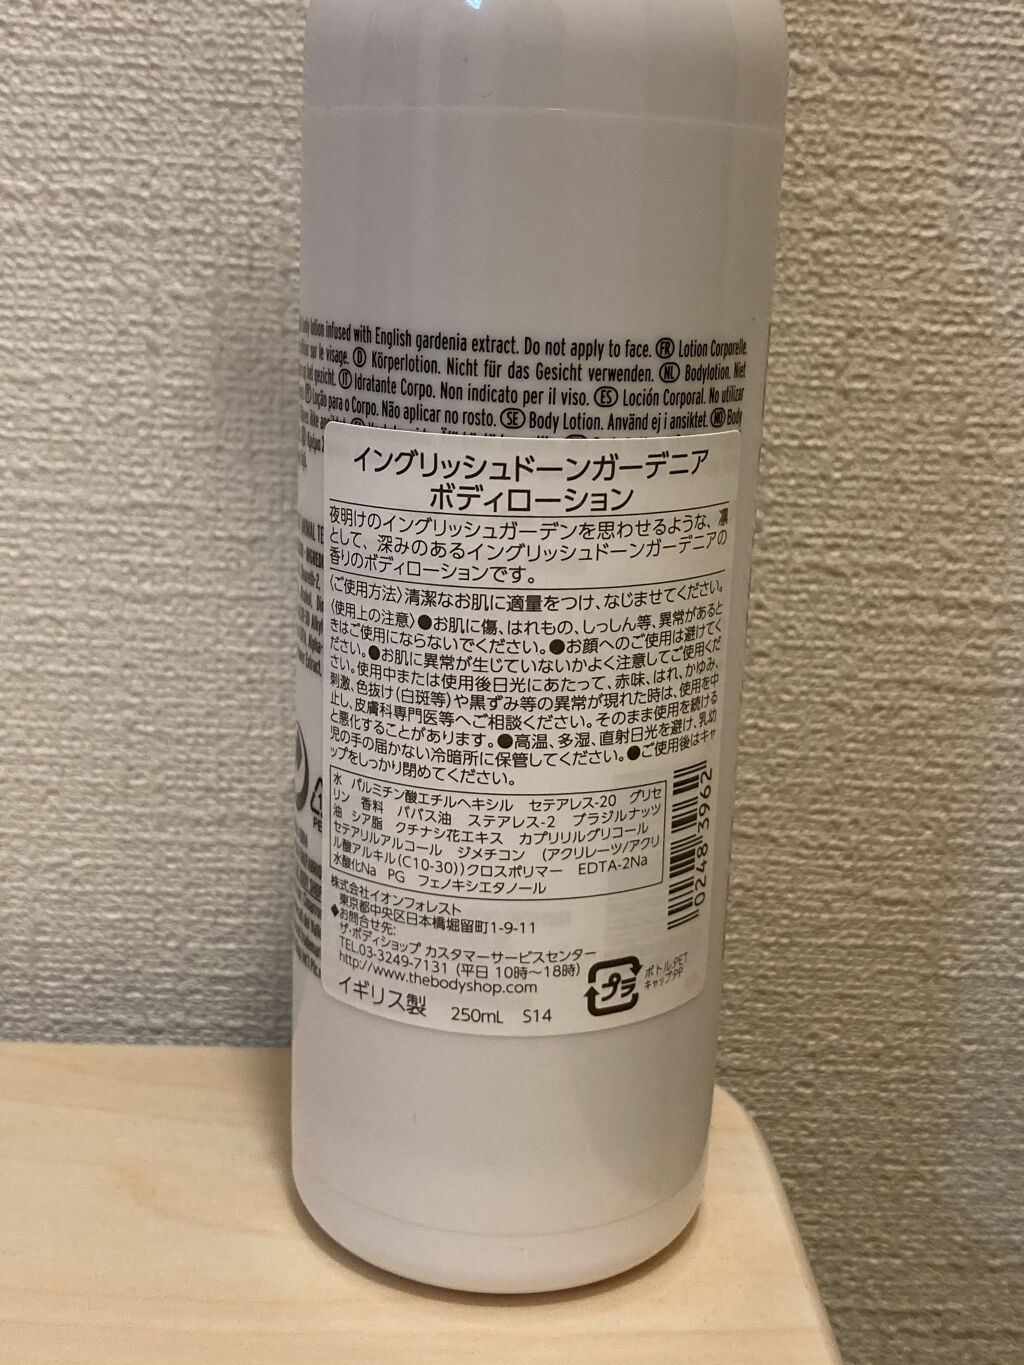 lotion infused with English gardenia extract. Do not apply to face. FR Lotion Corporelle.
sur le visage. D Körperlotion. Nicht für das Gesicht verwenden. NL Bodylotion. Niet
gezicht. IT Idratante Corpo. Non indicato per il viso. ES Loción Corporal. No utilizar
Loção para o Corpo. Não aplicar no rosto. SE Body Lotion. Använd ej i ansiktet. NO Body
イングリッシュドーンガーデニア
ボディローション
夜明けのイングリッシュガーデンを思わせるような、凛
として、深みのあるイングリッシュドーンガーデニアの
香りのボディローションです。
〈ご使用方法〉清潔なお肌に適量をつけ、なじませてください。
〈使用上の注意〉●お肌に傷、はれもの、しっしん等、異常があると
きはご使用にならないでください。●お顔へのご使用は避けてく
ださい。●お肌に異常が生じていないかよく注意してご使用くだ
さい。使用中または使用後日光にあたって、赤味、はれ、かゆみ、
刺激、色抜け(白斑等)や黒ずみ等の異常が現れた時は、使用を中
止し、皮膚科専門医等へご相談ください。そのまま使用を続ける
と悪化することがあります。●高温、多湿、直射日光を避け、乳幼
児の手の届かない冷暗所に保管してください。●ご使用後はキャ
ップをしっかり閉めてください。
水 パルミチン酸エチルヘキシル セテアレス-20 グリセ
リン 香料 ババス油 ステアレス-2 ブラジルナッツ
油 シア脂 クチナシ花エキス カプリリルグリコール
セテアリルアルコール ジメチコン (アクリレーツ/アクリ
ル酸アルキル(C10-30))クロスポリマー EDTA-2Na
水酸化Na PG フェノキシエタノール
0248 3962
株式会社イオンフォレスト
東京都中央区日本橋堀留町1-9-11
◆お問合せ先:
ザ・ボディショップ カスタマーサービスセンター
TEL.03-3249-7131 (平日 10時～18時)
http://www.thebodyshop.com
イギリス製 250mL S14
プラ
ボトル:PET
キャップ:PP